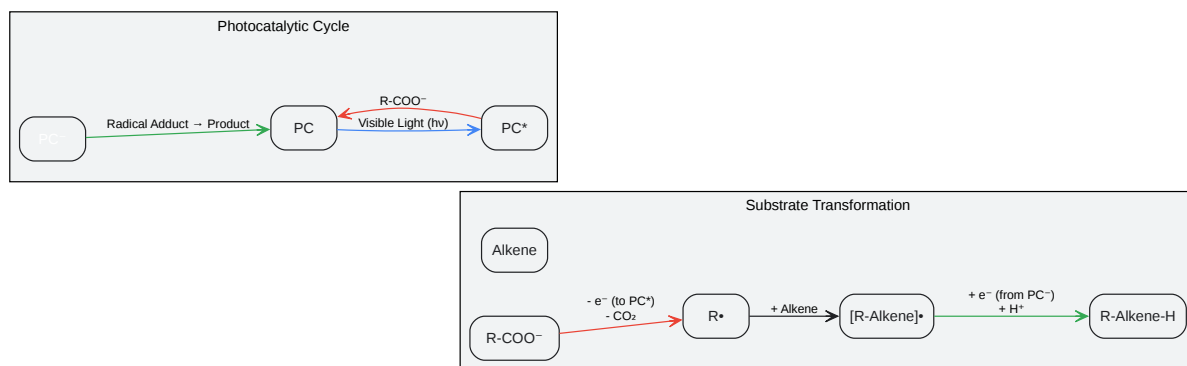 Photocatalytic Cycle
R-COO⁻
PC⁻
Radical Adduct → Product
PC
Visible Light (hν)
PC*
Substrate Transformation
Alkene
R-COO⁻
- e⁻ (to PC*)
- CO₂
R•
+ Alkene
[R-Alkene]•
+ e⁻ (from PC⁻)
+ H⁺
R-Alkene-H